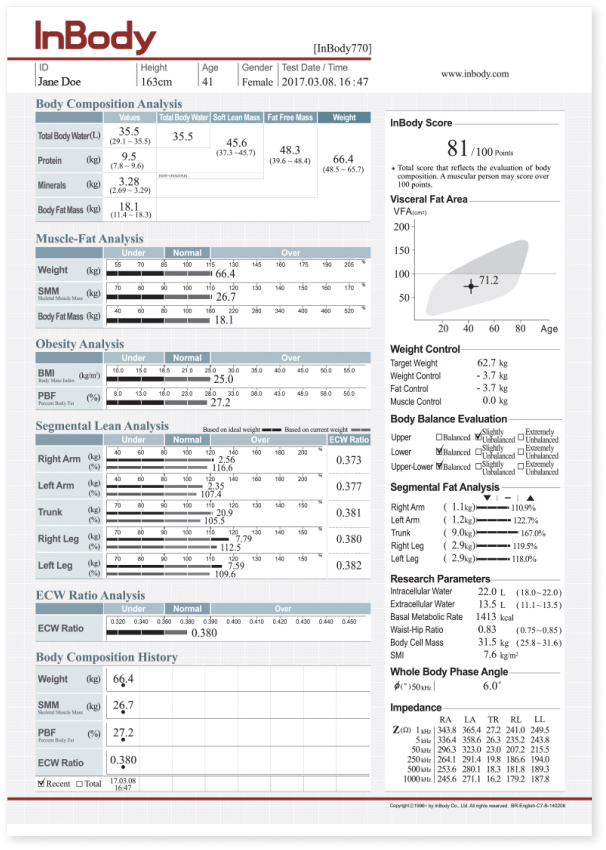 InBody
[InBody770]
ID Height Age Gender Test Date / Time
Jane Doe 163cm 41 Female 2017.03.08. 16:47
www.inbody.com
Body Composition Analysis
Values Total Body Water Soft Lean Mass Fat Free Mass Weight
Total Body Water (L) 35.5 (29.1 ~ 35.5) 35.5 45.6 (37.3 ~ 45.7) 48.3 (39.6 ~ 48.4) 66.4 (48.5 ~ 65.7)
Protein (kg) 9.5 (7.8 ~ 9.6)
Minerals (kg) 3.28 (2.69 ~ 3.29)
Body Fat Mass (kg) 18.1 (11.4 ~ 18.3)
Muscle-Fat Analysis
Under Normal Over
Weight (kg) 55 70 85 100 115 130 145 160 175 190 205 %
66.4
SMM (kg) 70 80 90 100 110 120 130 140 150 160 170 %
Skeletal Muscle Mass 26.7
Body Fat Mass (kg) 40 60 80 100 160 220 280 340 400 460 520 %
18.1
Obesity Analysis
Under Normal Over
BMI (kg/m²) 10.0 15.0 18.5 21.0 25.0 30.0 35.0 40.0 45.0 50.0 55.0
Body Mass Index 25.0
PBF (%) 8.0 13.0 18.0 23.0 28.0 33.0 38.0 43.0 48.0 53.0 58.0
Percent Body Fat 27.2
Segmental Lean Analysis
Based on ideal weight Based on current weight
Under Normal Over ECW Ratio
Right Arm (kg) (%) 40 60 80 100 120 140 160 180 200 %
2.56
116.6
0.373
Left Arm (kg) (%) 40 60 80 100 120 140 160 180 200 %
2.35
107.4
0.377
Trunk (kg) (%) 70 80 90 100 110 120 130 140 150 %
20.9
105.5
0.381
Right Leg (kg) (%) 70 80 90 100 110 120 130 140 150 %
7.79
112.5
0.380
Left Leg (kg) (%) 70 80 90 100 110 120 130 140 150 %
7.59
109.6
0.382
ECW Ratio Analysis
Under Normal Over
ECW Ratio 0.320 0.340 0.360 0.380 0.390 0.400 0.410 0.420 0.430 0.440 0.450
0.380
Body Composition History
Weight (kg) 66.4
SMM (kg) 26.7
Skeletal Muscle Mass
PBF (%) 27.2
Percent Body Fat
ECW Ratio 0.380
Recent Total 17.03.08
16:47
InBody Score
81 /100 Points
* Total score that reflects the evaluation of body
composition. A muscular person may score over
100 points.
Visceral Fat Area
VFA(cm²)
200
150
100
50
71.2
20 40 60 80 Age
Weight Control
Target Weight 62.7 kg
Weight Control - 3.7 kg
Fat Control - 3.7 kg
Muscle Control 0.0 kg
Body Balance Evaluation
Upper Balanced Slightly Unbalanced Extremely Unbalanced
Lower Balanced Slightly Unbalanced Extremely Unbalanced
Upper-Lower Balanced Slightly Unbalanced Extremely Unbalanced
Segmental Fat Analysis
Right Arm ( 1.1kg) 110.9%
Left Arm ( 1.2kg) 122.7%
Trunk ( 9.0kg) 167.0%
Right Leg ( 2.9kg) 119.5%
Left Leg ( 2.9kg) 118.0%
Research Parameters
Intracellular Water 22.0 L (18.0~22.0)
Extracellular Water 13.5 L (11.1~13.5)
Basal Metabolic Rate 1413 kcal
Waist-Hip Ratio 0.83 (0.75~0.85)
Body Cell Mass 31.5 kg (25.8~31.6)
SMI 7.6 kg/m²
Whole Body Phase Angle
ϕ(°)50kHz| 6.0°
Impedance
RA LA TR RL LL
Z(Ω) 1 kHz 343.8 365.4 27.2 241.0 249.5
5 kHz 336.4 358.6 26.3 235.2 243.8
50 kHz 296.3 323.0 23.0 207.2 215.5
250 kHz 264.1 291.4 19.8 186.6 194.0
500 kHz 253.6 280.1 18.3 181.8 189.3
1000 kHz 245.6 271.1 16.2 179.2 187.8
Copyright ©1996~ by InBody Co., Ltd. All rights reserved. BR-English-C7-B-140206